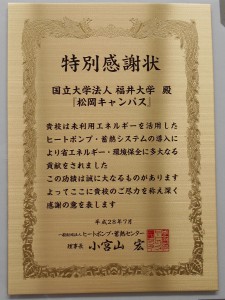 特別感謝状
国立大学法人 福井大学 殿
『松岡キャンパス』
貴校は未利用エネルギーを活用した
ヒートポンプ・蓄熱システムの導入に
より省エネルギー・環境保全に多大なる
貢献をされました
この功績は誠に大なるものがあります
よってここに貴校のご尽力を称え深く
感謝の意を表します
平成28年7月
一般財団法人 ヒートポンプ・蓄熱センター
理事長 小宮山 宏